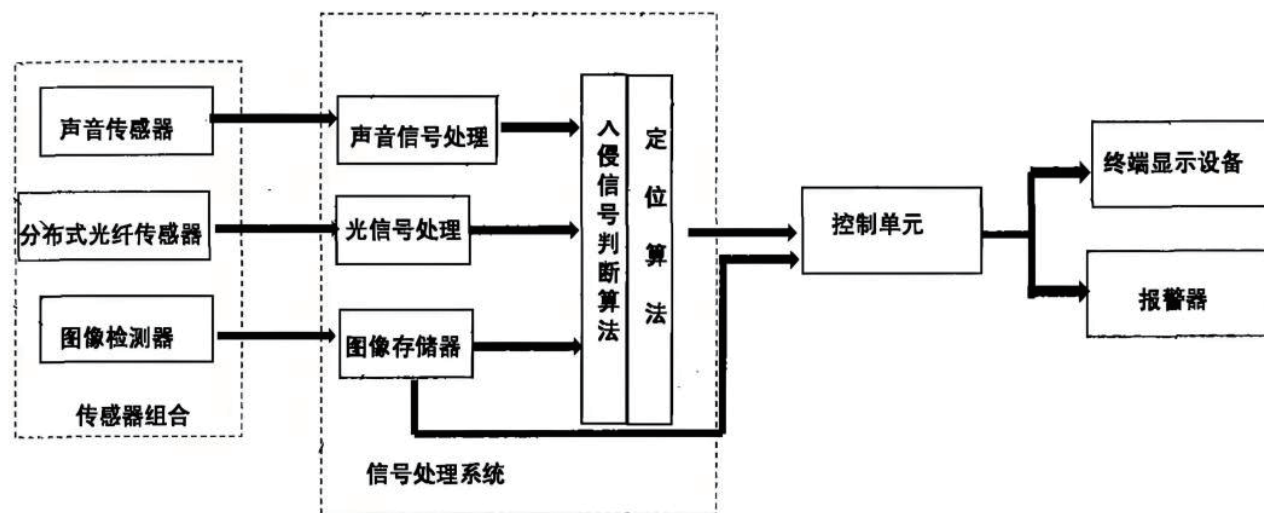 声音传感器
分布式光纤传感器
图像检测器
传感器组合
声音信号处理
光信号处理
图像存储器
入侵信号判断算法
定位算法
信号处理系统
控制单元
终端显示设备
报警器